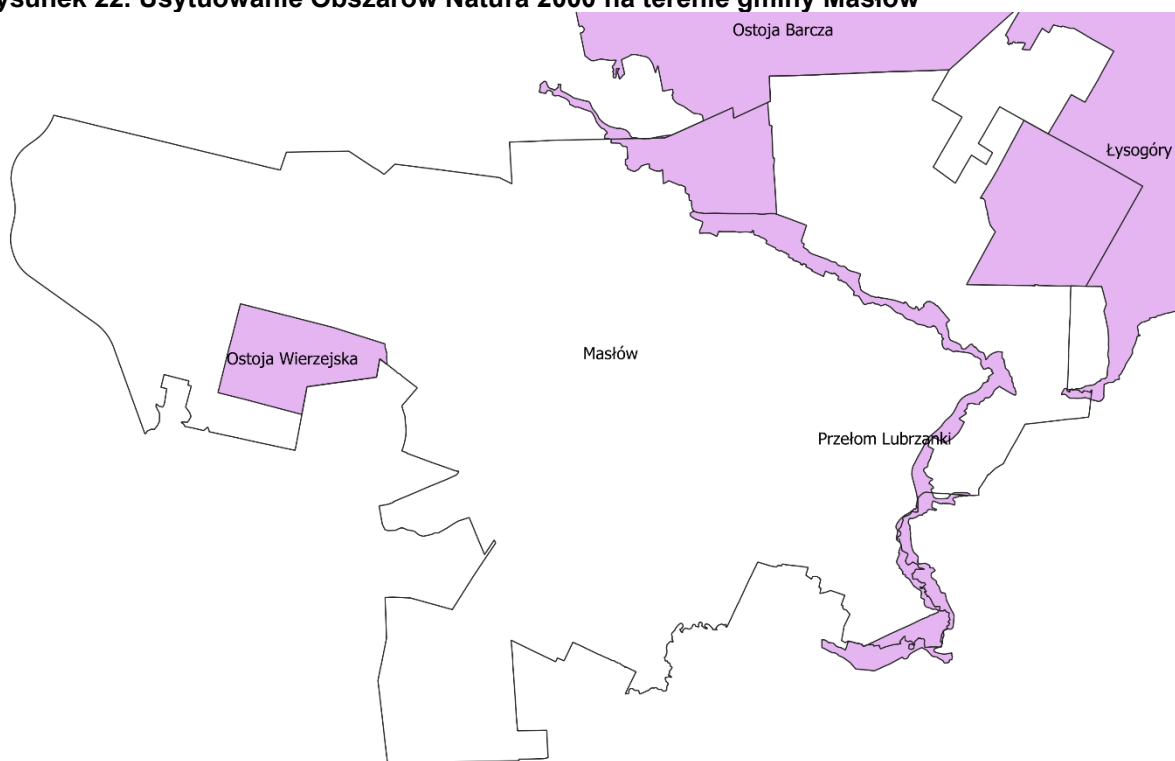 ysunek 22. Usytuowanie Obszarów Natura 2000 na terenie gminy Masłów
Ostoja Barcza
Łysogóry
Ostoja Wierzejska
Masłów
Przełom Lubrzanki